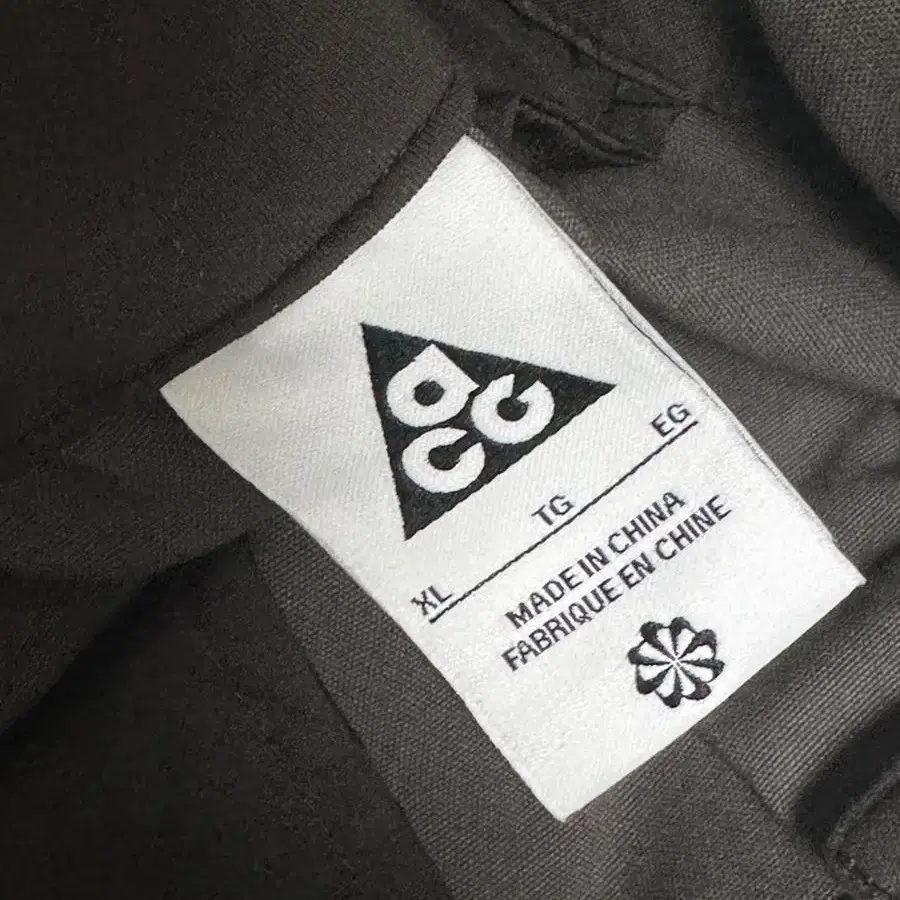 aCG
XL TG EG
MADE IN CHINA
FABRIQUE EN CHINE